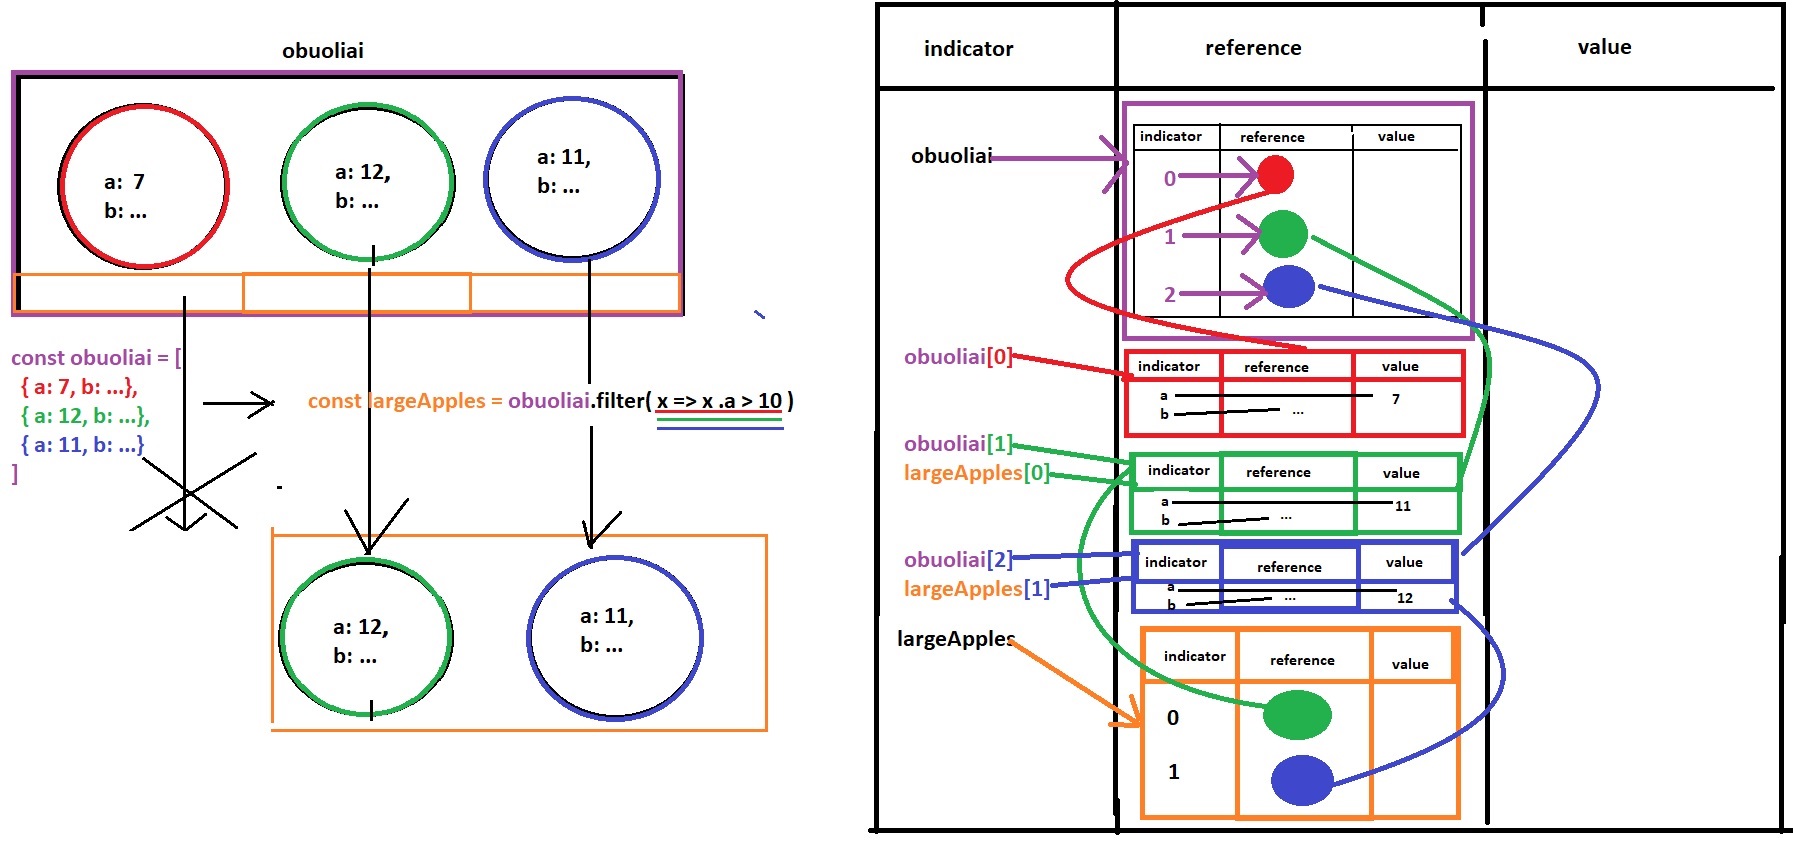 obuoliai
a: 7
b: ...
a: 12,
b: ...
a: 11,
b: ...
const obuoliai = [
{ a: 7, b: ...},
{ a: 12, b: ...},
{ a: 11, b: ...}
]
const largeApples = obuoliai.filter( x => x .a > 10 )
a: 12,
b: ...
a: 11,
b: ...
indicator reference value
obuoliai
indicator reference value
0
1
2
obuoliai[0]
indicator reference value
a 7
b ...
obuoliai[1]
largeApples[0]
indicator reference value
a 11
b ...
obuoliai[2]
largeApples[1]
indicator reference value
a 12
b ...
largeApples
indicator reference value
0
1